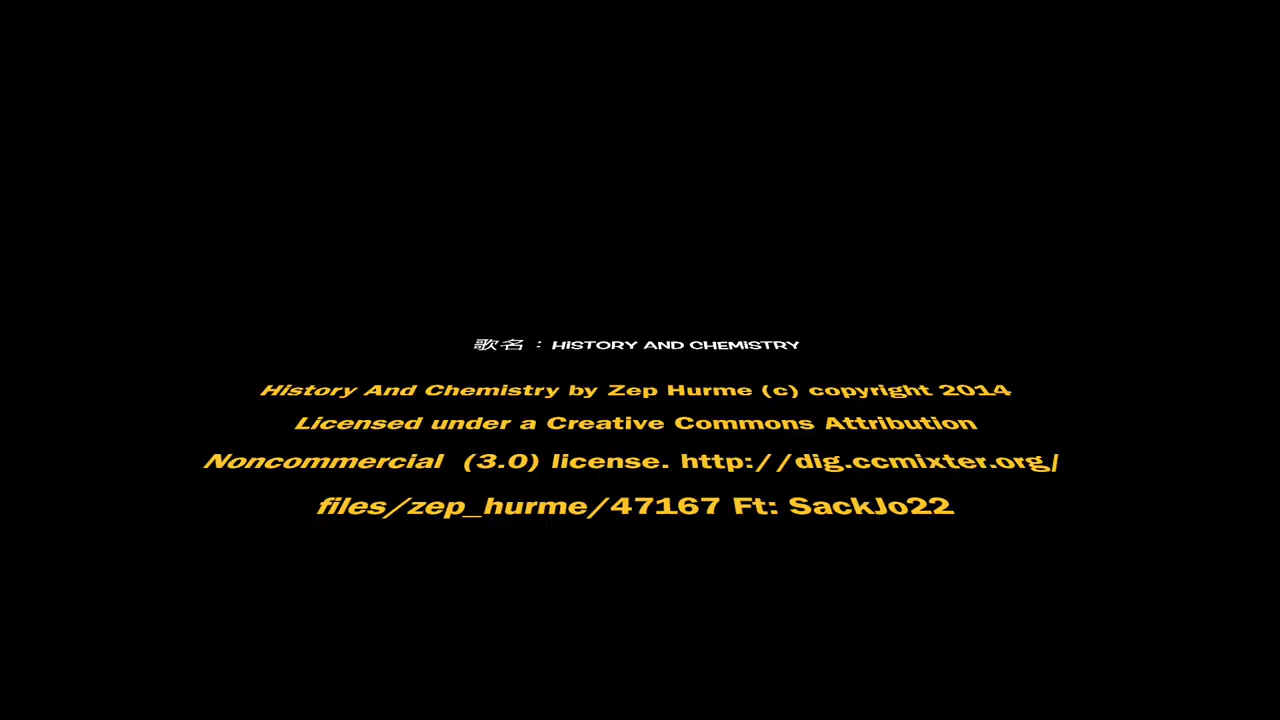 歌名 : HISTORY AND CHEMISTRY
History And Chemistry by Zep Hurme (c) copyright 2014
Licensed under a Creative Commons Attribution
Noncommercial (3.0) license. http://dig.ccmixter.org/
files/zep_hurme/47167 Ft: SackJo22